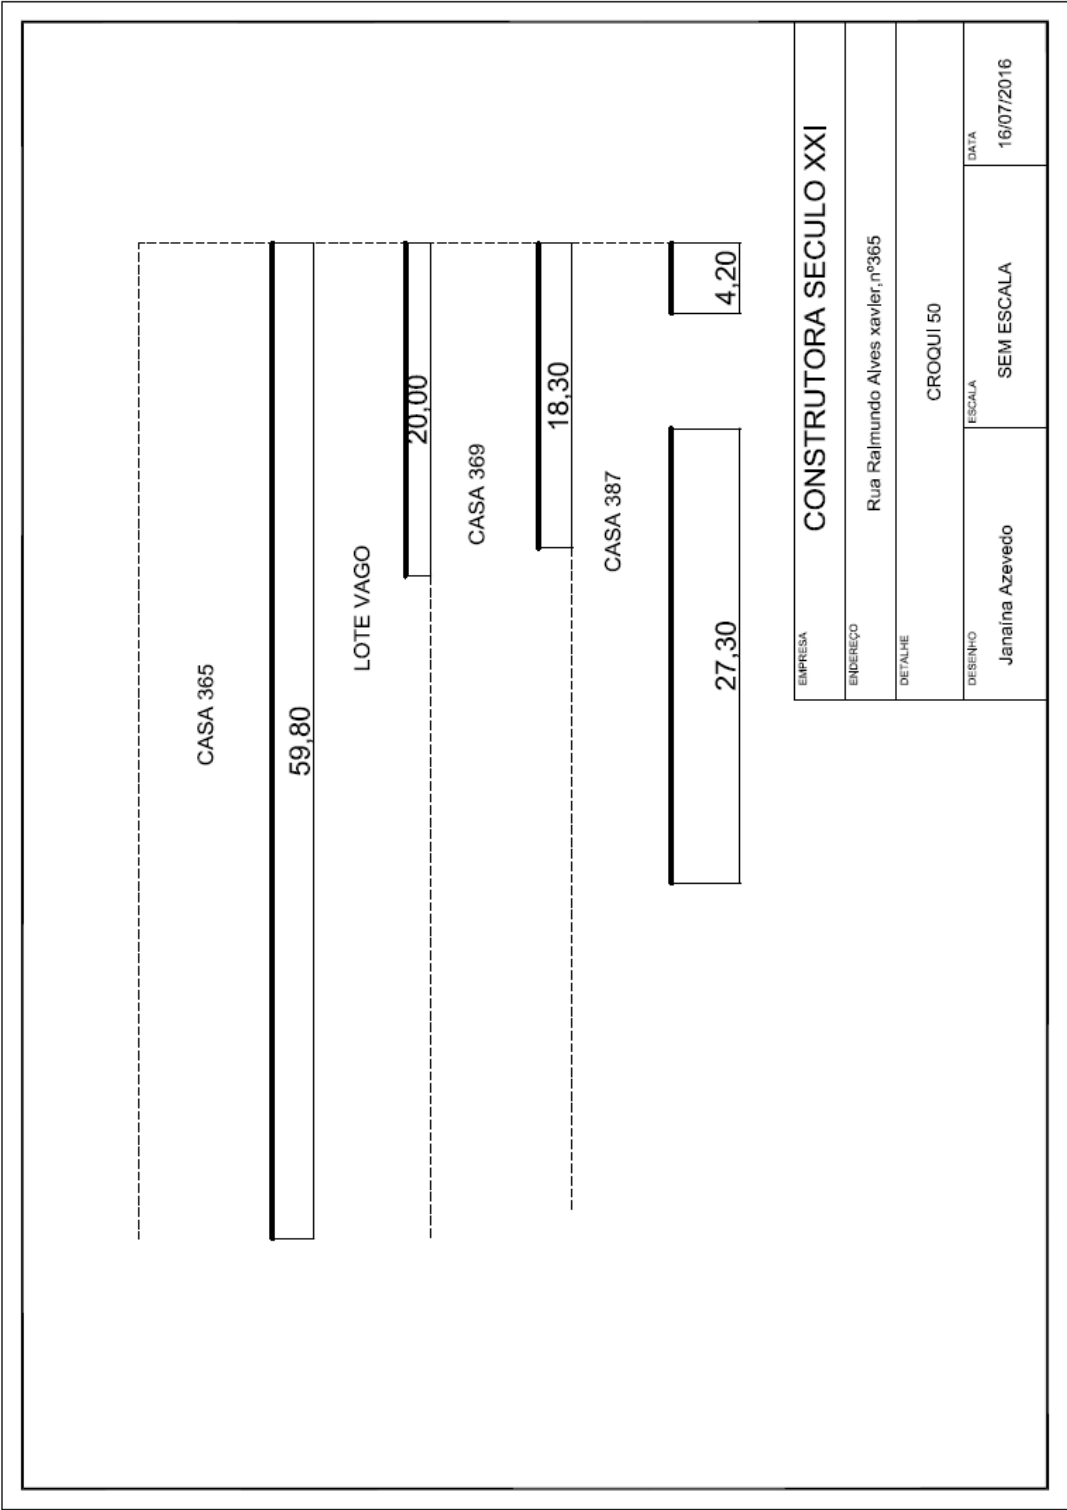 CASA 365
59,80
LOTE VAGO
20,00
CASA 369
18,30
CASA 387
27,30
4,20
EMPRESA
CONSTRUTORA SECULO XXI
ENDEREÇO
Rua Raimundo Alves xavier,nº365
DETALHE
CROQUI 50
DESENHO
Janaína Azevedo
ESCALA
SEM ESCALA
DATA
16/07/2016